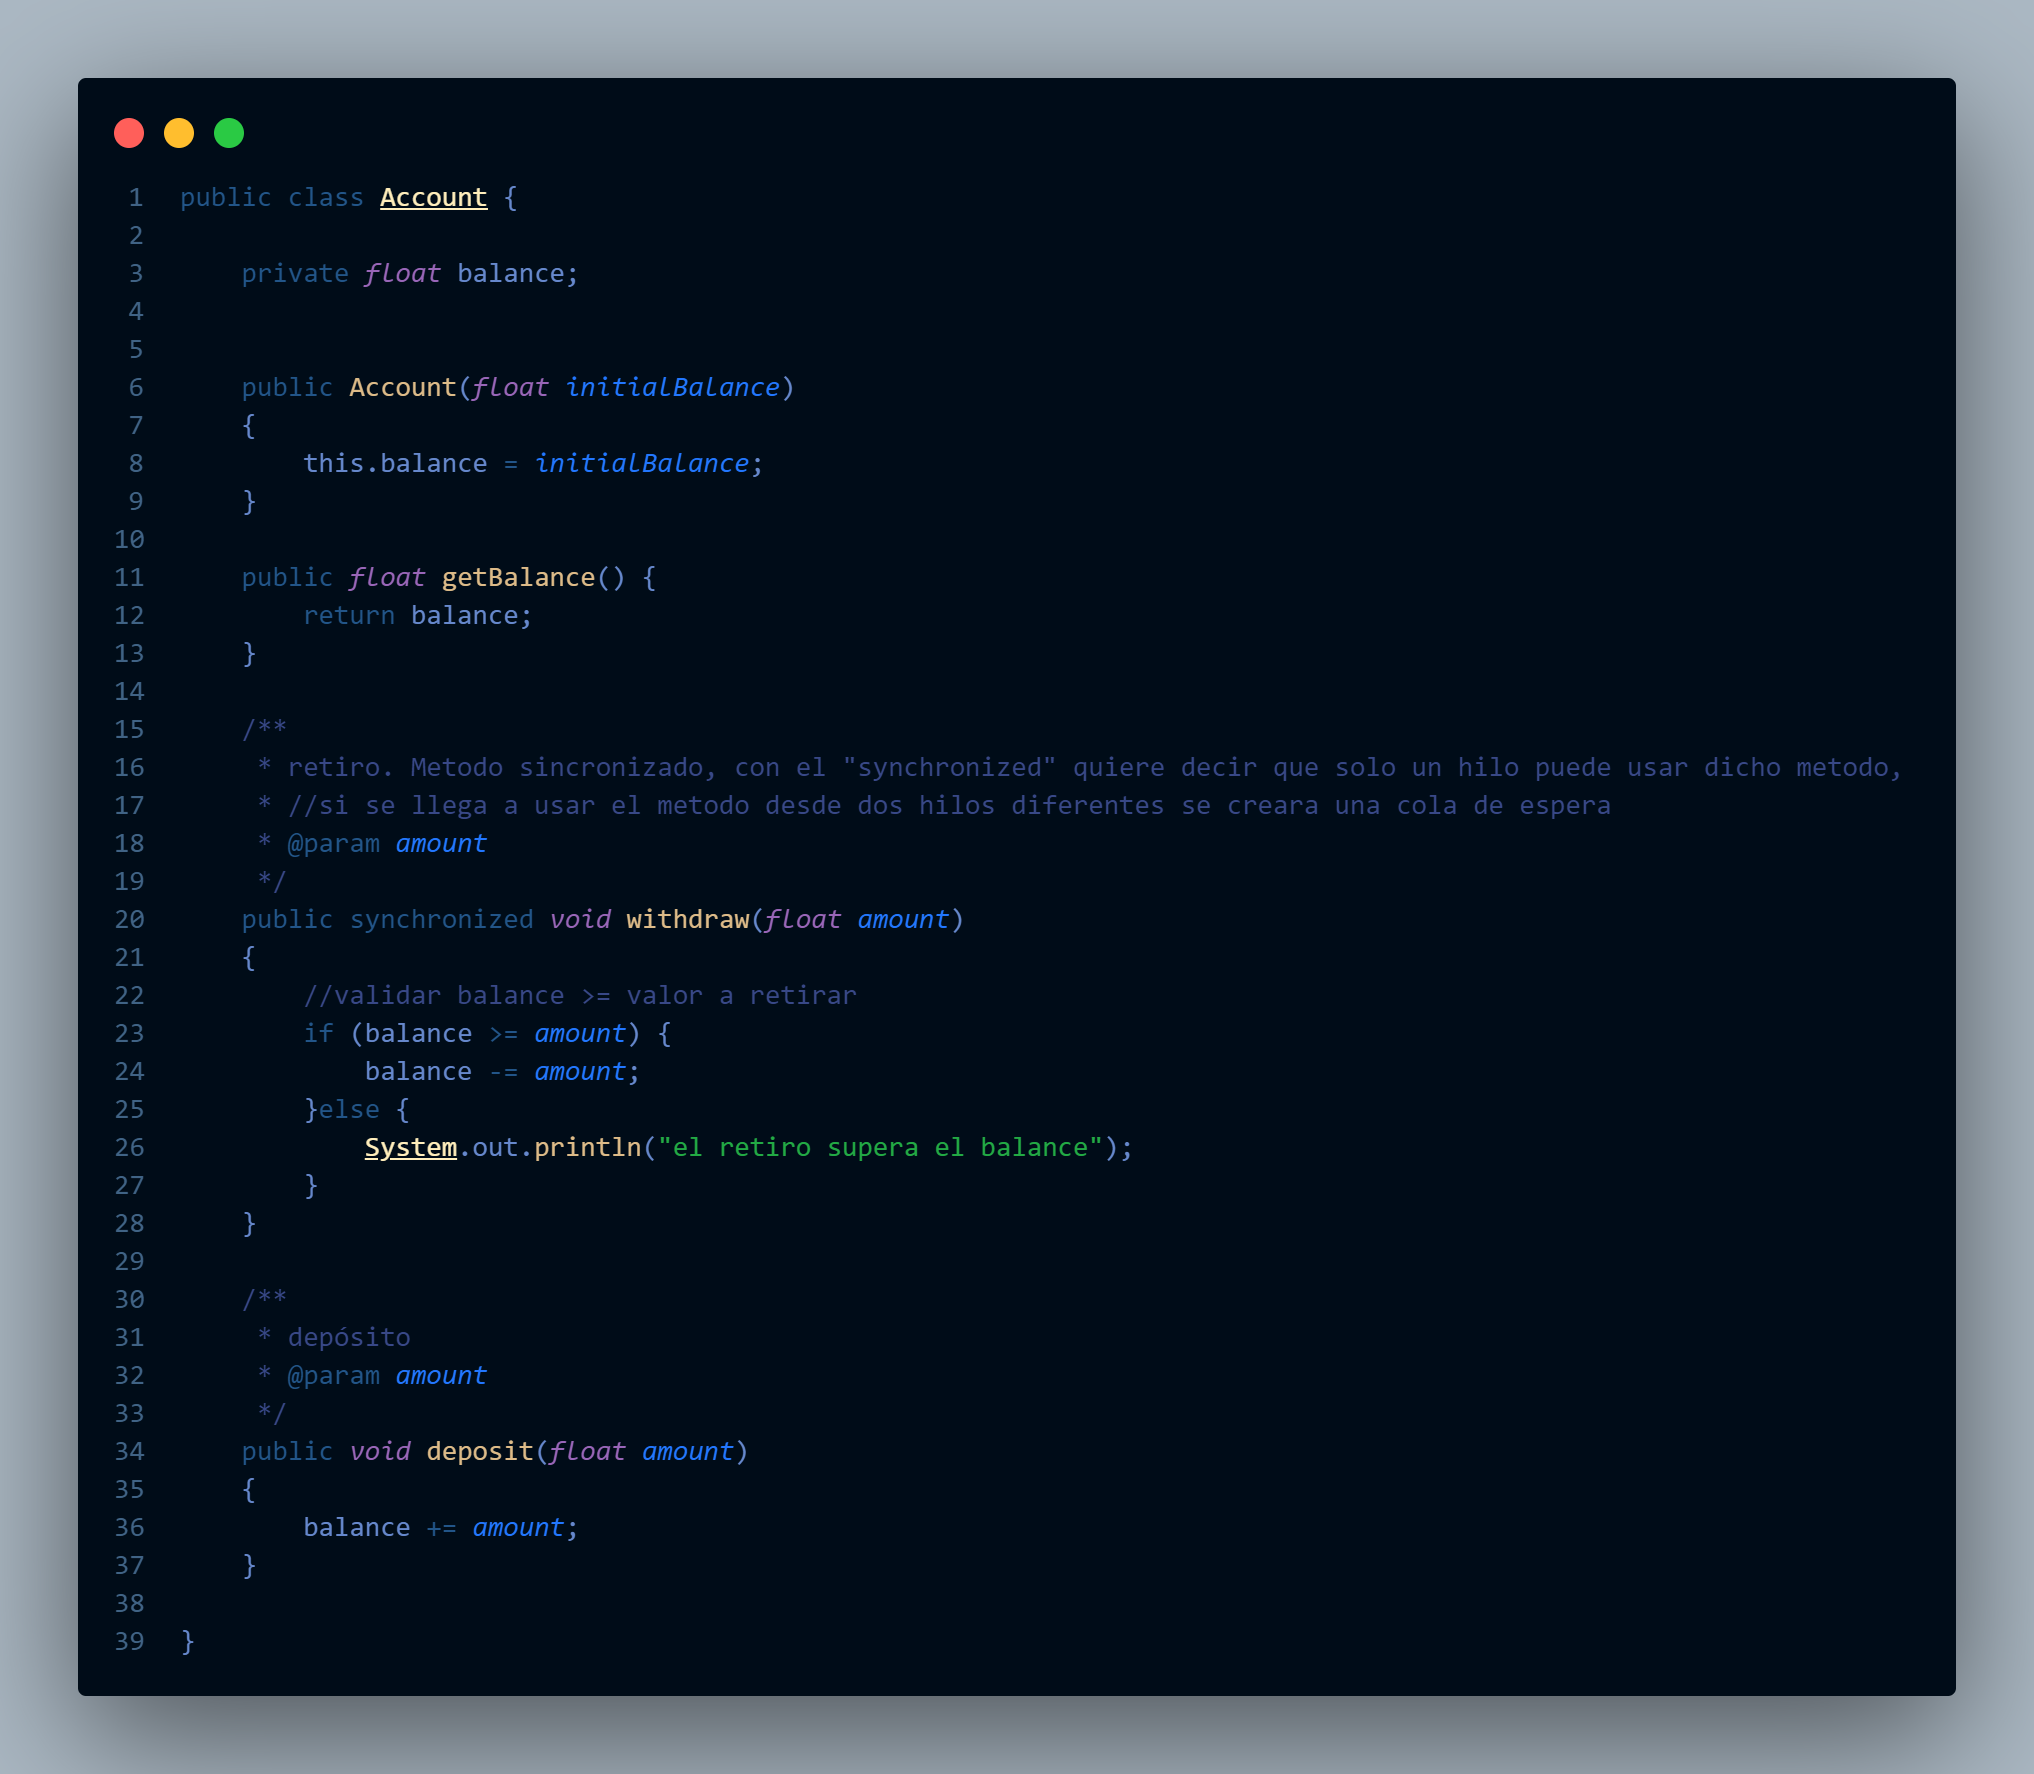 1 public class Account {
2
3     private float balance;
4
5
6     public Account(float initialBalance)
7     {
8         this.balance = initialBalance;
9     }
10
11     public float getBalance() {
12         return balance;
13     }
14
15     /**
16      * retiro. Metodo sincronizado, con el "synchronized" quiere decir que solo un hilo puede usar dicho metodo,
17      * //si se llega a usar el metodo desde dos hilos diferentes se creara una cola de espera
18      * @param amount
19      */
20     public synchronized void withdraw(float amount)
21     {
22         //validar balance >= valor a retirar
23         if (balance >= amount) {
24             balance -= amount;
25         }else {
26             System.out.println("el retiro supera el balance");
27         }
28     }
29
30     /**
31      * depósito
32      * @param amount
33      */
34     public void deposit(float amount)
35     {
36         balance += amount;
37     }
38
39 }